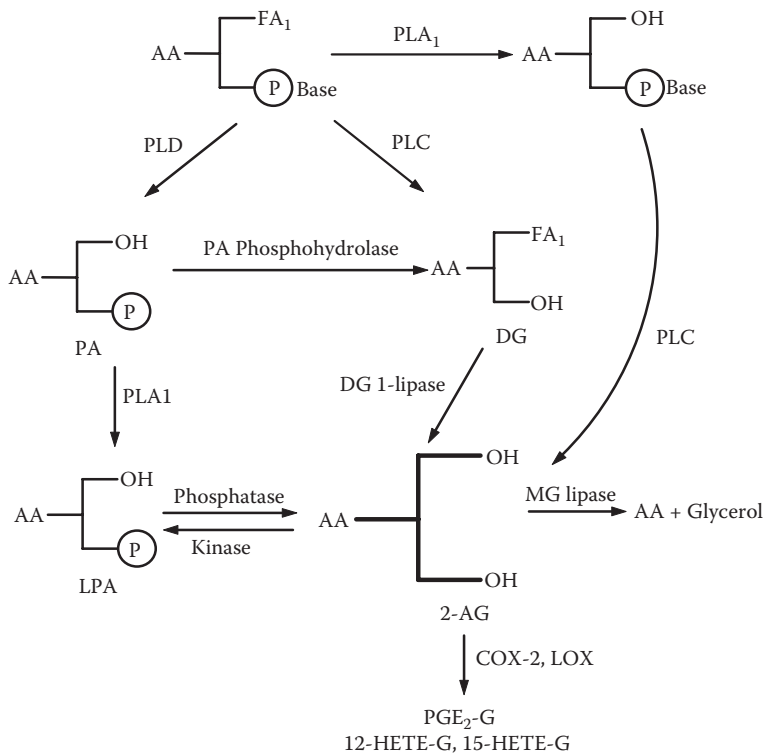 FA₁
AA
P Base
PLA₁
OH
AA
P Base
PLD
PLC
OH
AA
P
PA
PA Phosphohydrolase
FA₁
AA
OH
DG
PLC
PLA1
DG 1-lipase
OH
AA
P
LPA
Phosphatase
Kinase
OH
AA
OH
2-AG
MG lipase
AA + Glycerol
COX-2, LOX
PGE₂-G
12-HETE-G, 15-HETE-G